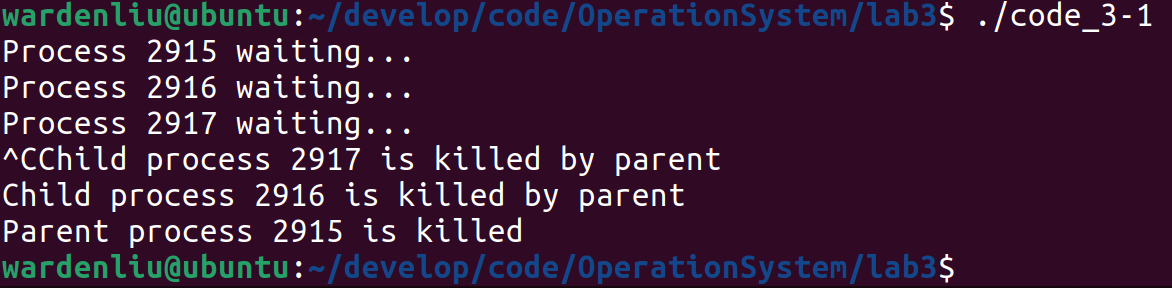 wardenliu@ubuntu:~/develop/code/OperationSystem/lab3$ ./code_3-1
Process 2915 waiting...
Process 2916 waiting...
Process 2917 waiting...
^CChild process 2917 is killed by parent
Child process 2916 is killed by parent
Parent process 2915 is killed
wardenliu@ubuntu:~/develop/code/OperationSystem/lab3$